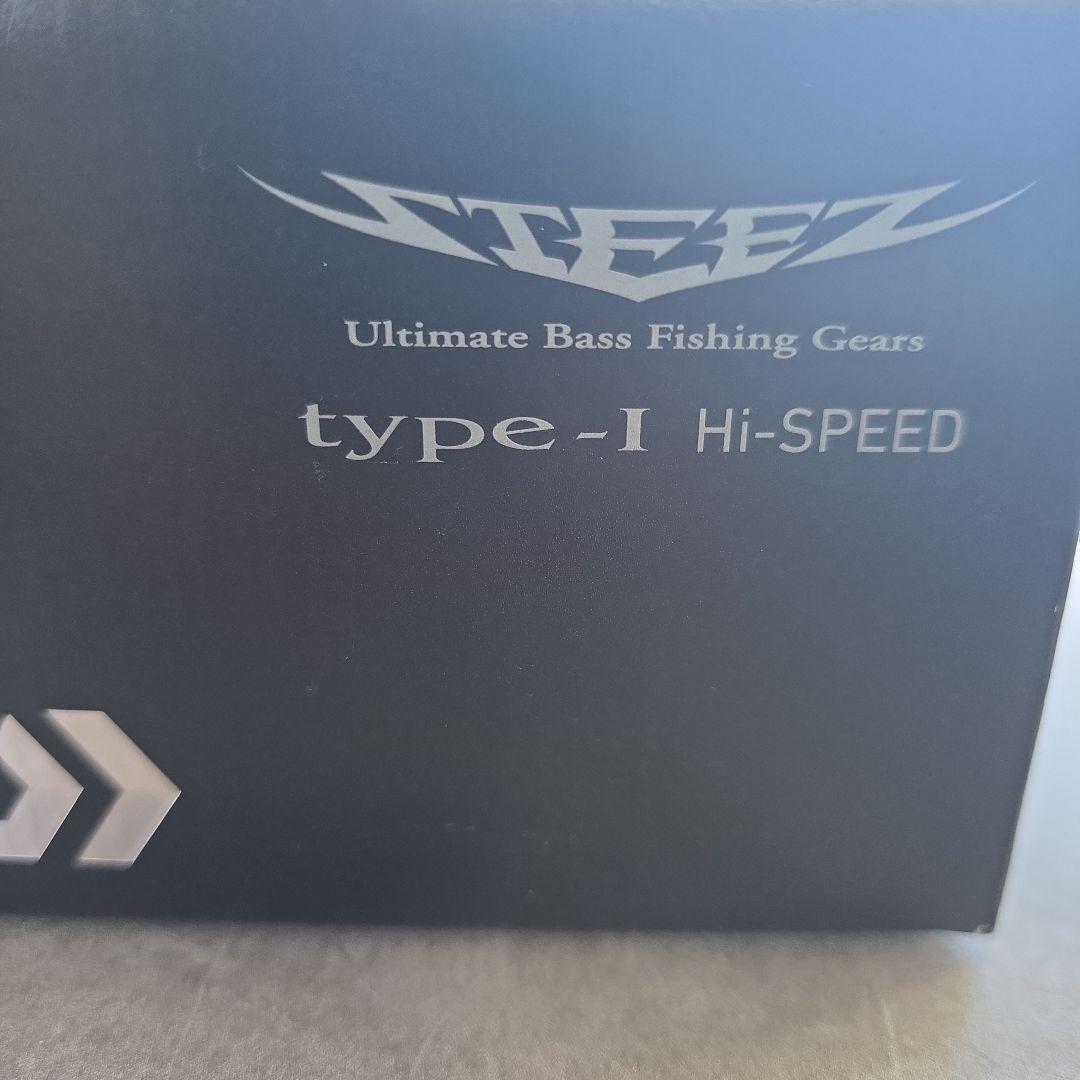 STEEZ
Ultimate Bass Fishing Gears
type-I Hi-SPEED